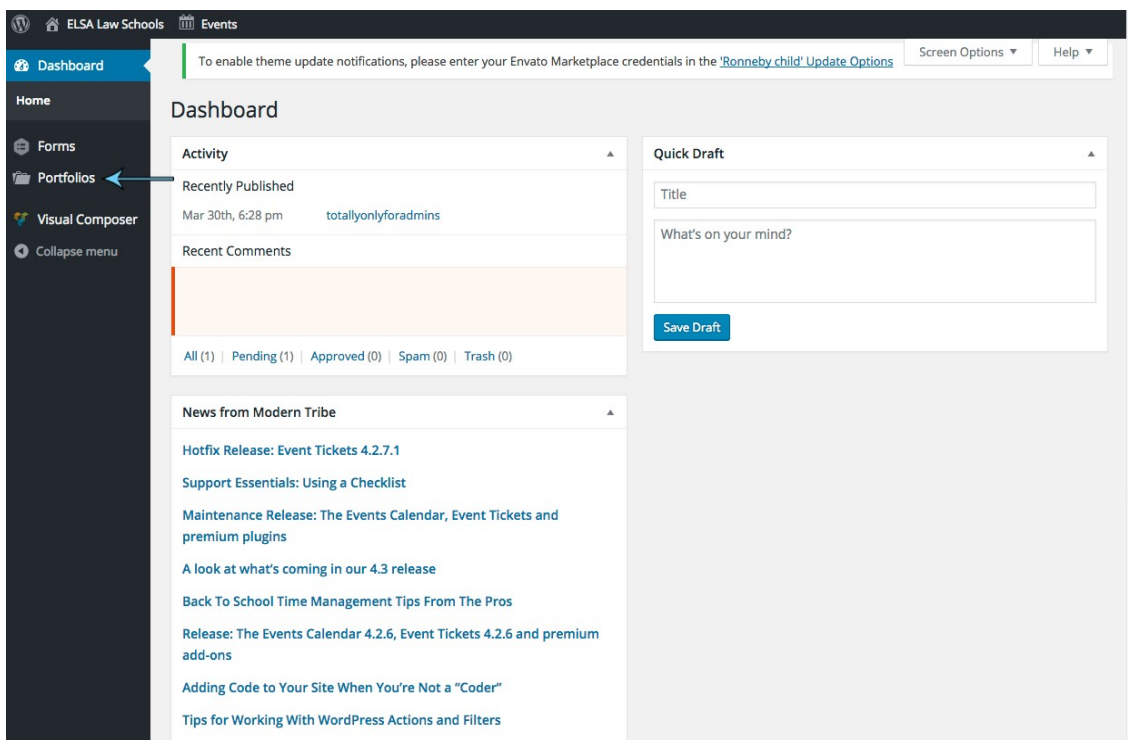 ELSA Law Schools Events
Dashboard
Home
Forms
Portfolios
Visual Composer
Collapse menu
To enable theme update notifications, please enter your Envato Marketplace credentials in the 'Ronneby child' Update Options
Screen Options ▼
Help ▼
Dashboard
Activity
Recently Published
Mar 30th, 6:28 pm totallyonlyforadmins
Recent Comments
All (1) | Pending (1) | Approved (0) | Spam (0) | Trash (0)
News from Modern Tribe
Hotfix Release: Event Tickets 4.2.7.1
Support Essentials: Using a Checklist
Maintenance Release: The Events Calendar, Event Tickets and
premium plugins
A look at what's coming in our 4.3 release
Back To School Time Management Tips From The Pros
Release: The Events Calendar 4.2.6, Event Tickets 4.2.6 and premium
add-ons
Adding Code to Your Site When You're Not a “Coder”
Tips for Working With WordPress Actions and Filters
Quick Draft
Title
What's on your mind?
Save Draft